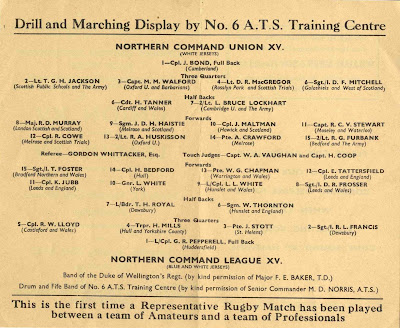 Drill and Marching Display by No. 6 A.T.S. Training Centre
NORTHERN COMMAND UNION XV.
(WHITE JERSEYS)
1—Cpl. J. BOND, Full Back
(Cumberland)
Three Quarters
2—Lt. T. G. H. JACKSON 3—Capt. M. M. WALFORD 4—Lt. D. R. MacGREGOR 6—Sgt./I. D. F. MITCHELL
(Scottish Public Schools and The Army) (Oxford U. and Barbarians) (Rosslyn Park and Scottish Trials) (Galashiels and West of Scotland)
Half Backs
6—Cdt. H. TANNER 7—2/Lt. L. BRUCE LOCKHART
(Cardiff and Wales) (Cambridge U. and The Army)
Forwards
8—Maj. R. D. MURRAY 9—Sgm. J. D. H. HASTIE 10—Cpl. J. MALTMAN 11—Capt. R. C. V. STEWART
(London Scottish and Scotland) (Melrose and Scotland) (Hawick and Scotland) (Moseley and Waterloo)
12—Cpl. R. COWE 13—Lt. R. A. HUSKISSON 14—Pte. A. CRAWFORD 15—2/Lt. R. G. FURBANK
(Melrose and Scottish Trials) (Oxford U.) (Melrose) (Bedford and The Army)
Referee—GORDON WHITTACKER, Esq. Touch Judges—Capt. W. A. VAUGHAN and Capt. H. COOP
Forwards
15—Sgt./I. T. FOSTER 14—Cpl. H. BEDFORD 13—Pte. W. G. CHAPMAN 12—Cpl. E. TATTERSFIELD
(Bradford Northern and Wales) (Hull) (Warrington and Wales) (Leeds and England)
11—Cpl. K. JUBB 10—Gnr. L. WHITE 9—L/Cpl. L. L. WHITE 8—Sgt./I. D. R. FROSSER
(Leeds and England) (York) (Hunslet and Wales) (Leeds and Wales)
Half Backs
7—L/Bdr. T. H. ROYAL 6—Sgm. W. THORNTON
(Dewsbury) (Hunslet and England)
Three Quarters
5—Cpl. R. W. LLOYD 4—Tepr. H. MILLS 3—Pte. J. STOTT 2—Sgt./I. R. L. FRANCIS
(Castleford and Wales) (Hull and Yorkshire County) (St. Helens) (Dewsbury)
1—L/Cpl. G. R. PEPPERELL, Full Back
(Huddersfield)
NORTHERN COMMAND LEAGUE XV.
(BLUE AND WHITE JERSEYS)
Band of the Duke of Wellington's Regt. (by kind permission of Major F. E. BAKER, T.D.)
Drum and Fife Band of No. 6 A.T.S. Training Centre (by kind permission of Senior Commander M. D. NORRIS, A.T.S.)
This is the first time a Representative Rugby Match has been played
between a team of Amateurs and a team of Professionals